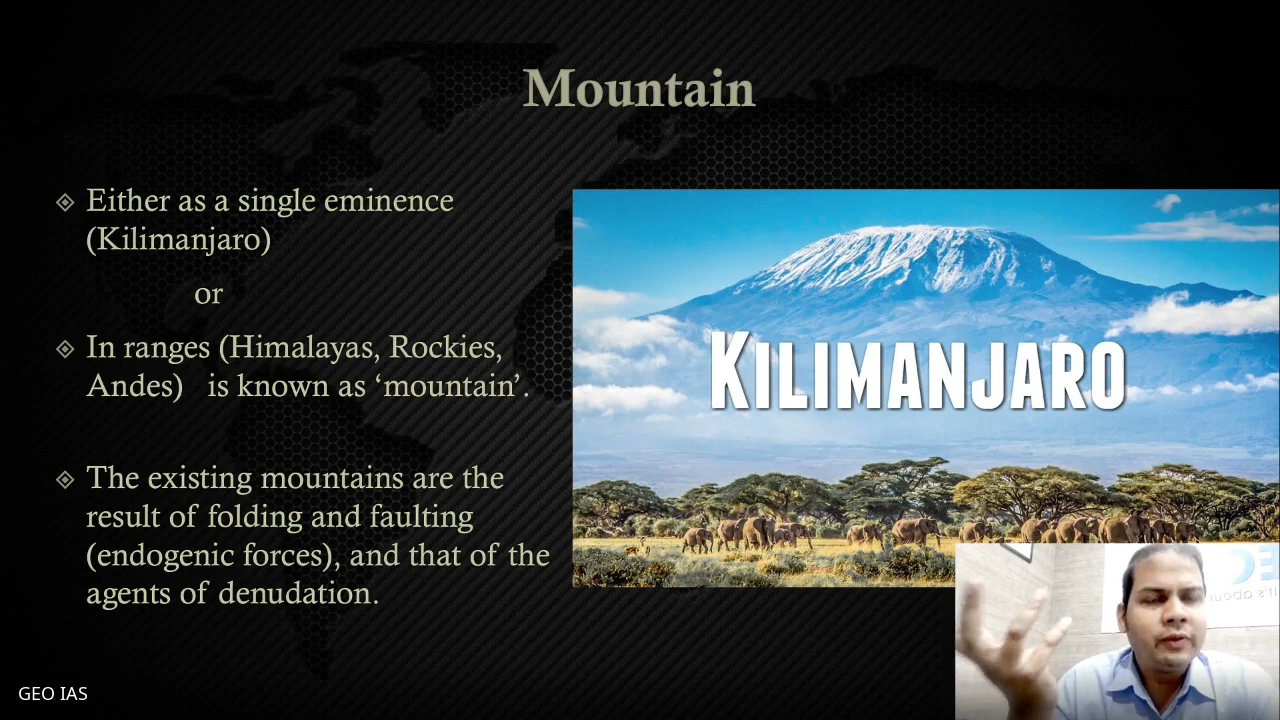 Mountain
Either as a single eminence
(Kilimanjaro)
or
In ranges (Himalayas, Rockies,
Andes)   is known as ‘mountain’.
The existing mountains are the
result of folding and faulting
(endogenic forces), and that of the
agents of denudation.
KILIMANJARO
GEO IAS